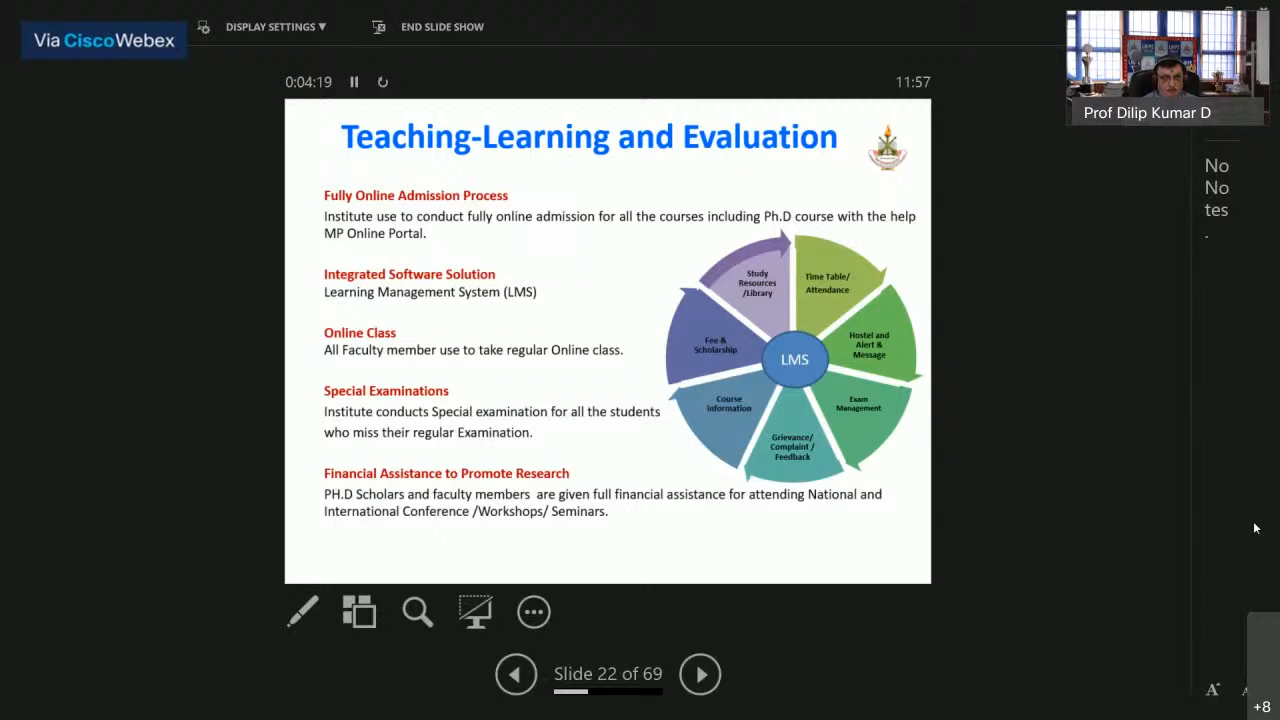 Via CiscoWebex
DISPLAY SETTINGS ▼
END SLIDE SHOW
Prof Dilip Kumar D
0:04:19
11:57
Teaching-Learning and Evaluation
Fully Online Admission Process
Institute use to conduct fully online admission for all the courses including Ph.D course with the help
MP Online Portal.
Integrated Software Solution
Learning Management System (LMS)
Online Class
All Faculty member use to take regular Online class.
Special Examinations
Institute conducts Special examination for all the students
who miss their regular Examination.
Financial Assistance to Promote Research
PH.D Scholars and faculty members are given full financial assistance for attending National and
International Conference /Workshops/ Seminars.
Study
Resources
/Library
Time Table/
Attendance
Hostel and
Alert &
Message
Exam
Management
Grievance/
Complaint /
Feedback
Course
Information
Fee &
Scholarship
LMS
No
No
tes
.
Slide 22 of 69
A
+8